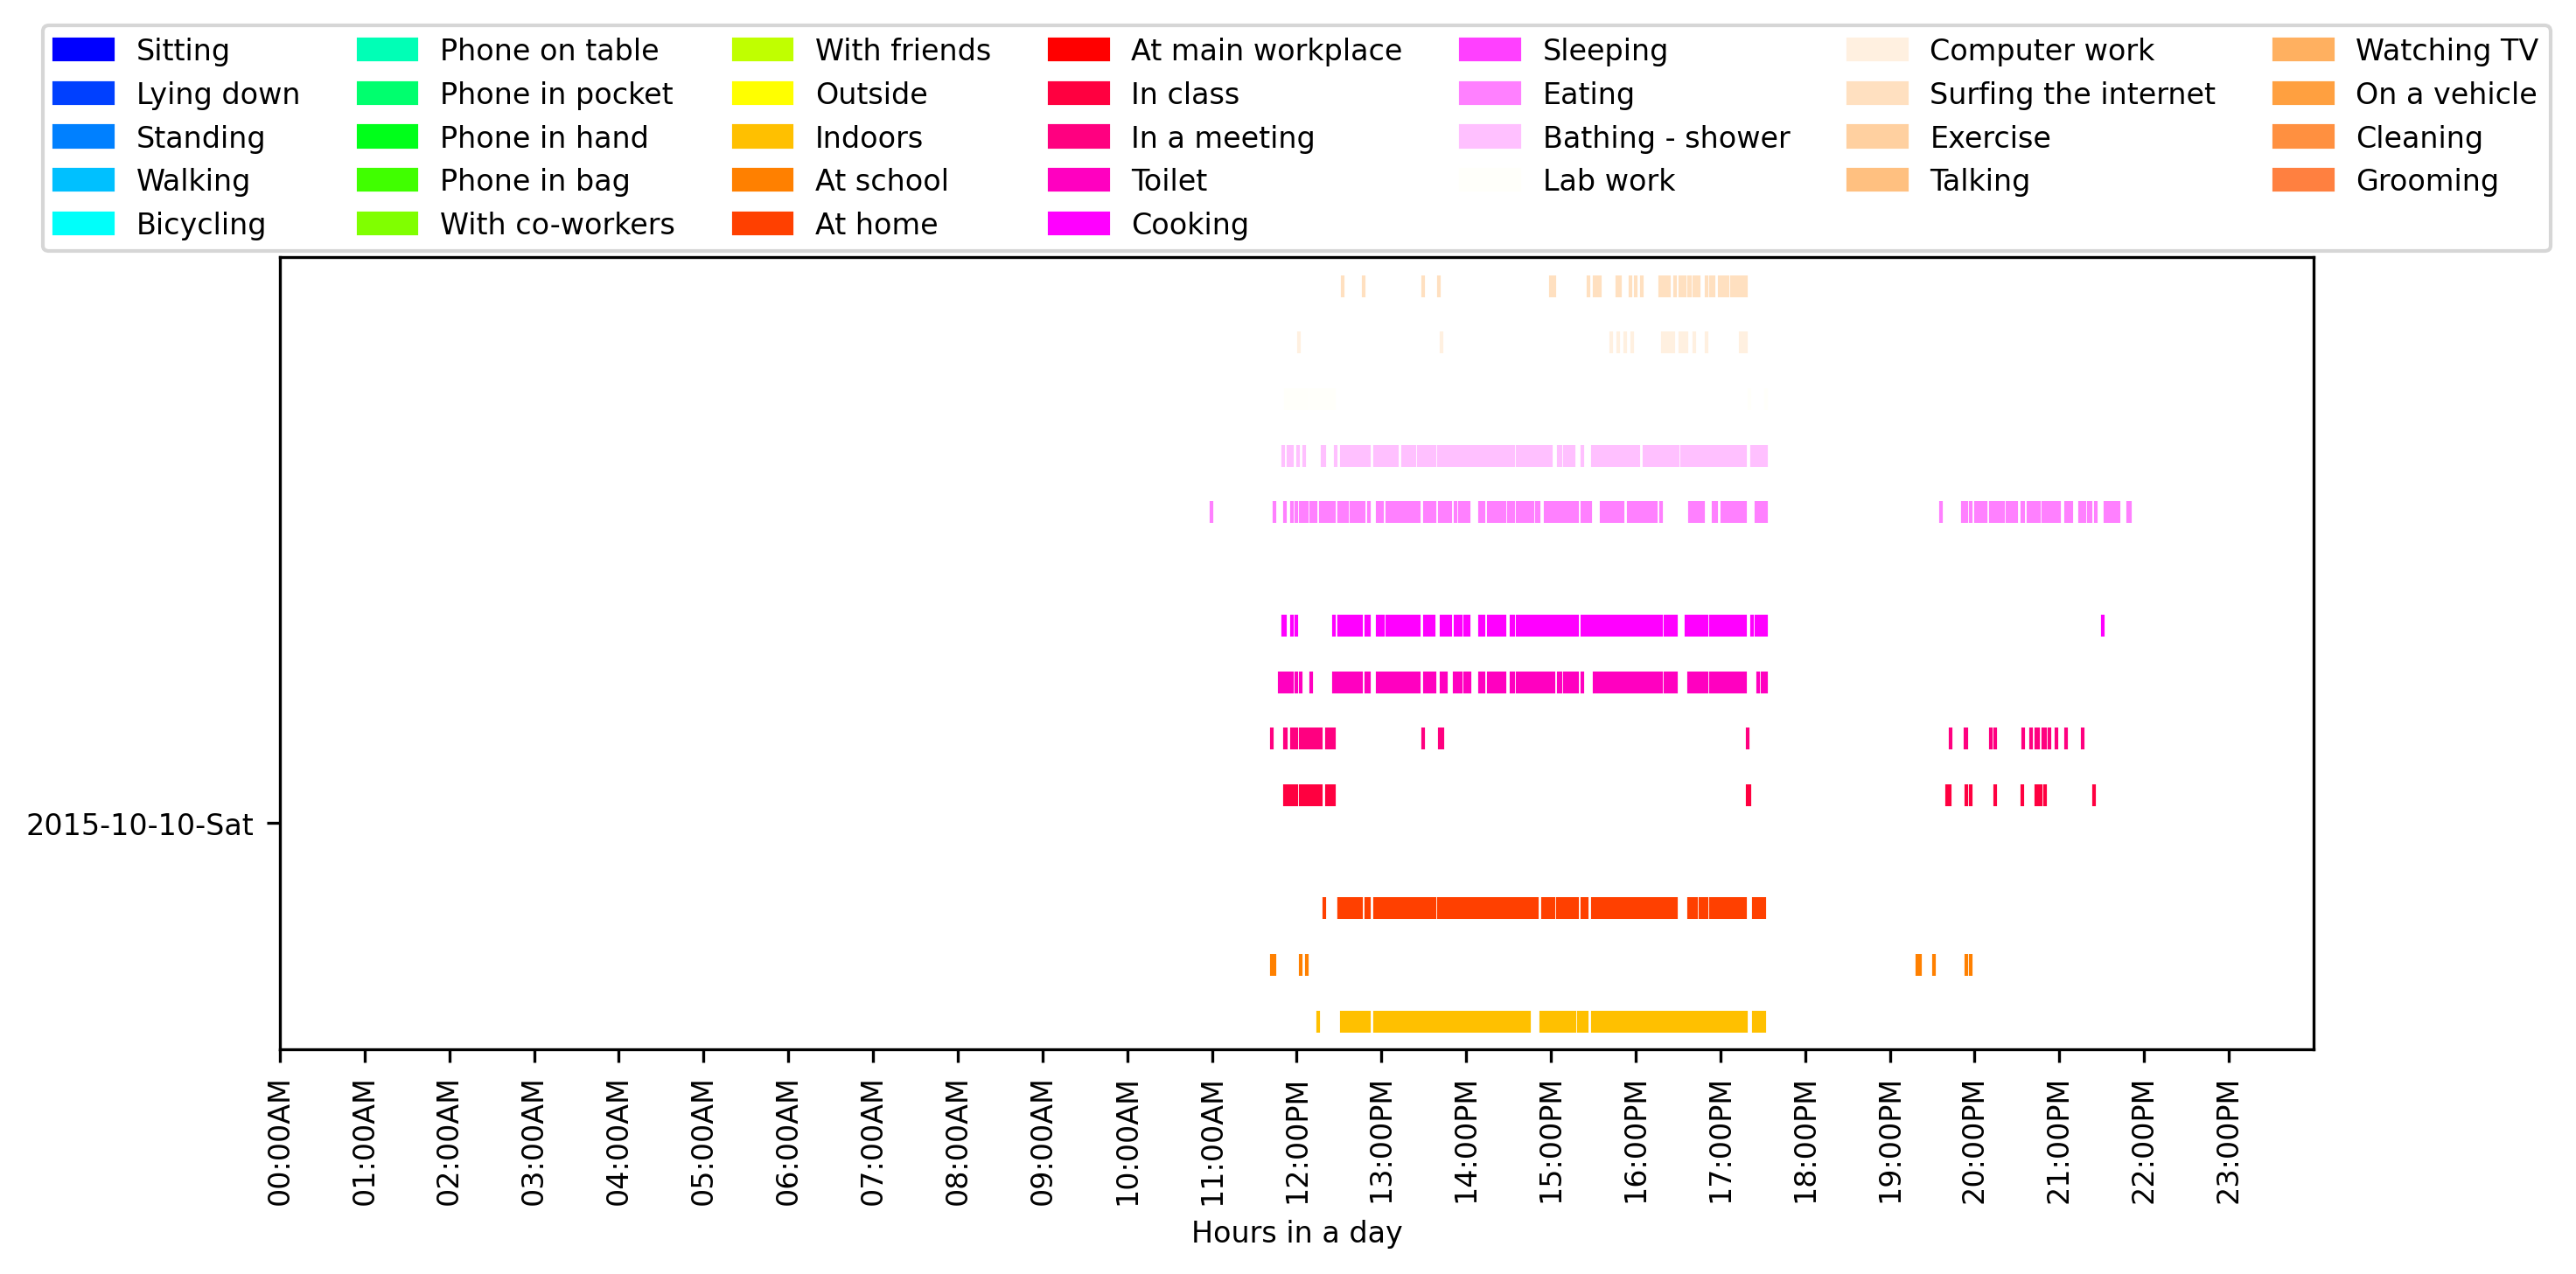 Sitting
Lying down
Standing
Walking
Bicycling
Phone on table
Phone in pocket
Phone in hand
Phone in bag
With co-workers
With friends
Outside
Indoors
At school
At home
At main workplace
In class
In a meeting
Toilet
Cooking
Sleeping
Eating
Bathing - shower
Lab work
Computer work
Surfing the internet
Exercise
Talking
Watching TV
On a vehicle
Cleaning
Grooming
2015-10-10-Sat
00:00AM
01:00AM
02:00AM
03:00AM
04:00AM
05:00AM
06:00AM
07:00AM
08:00AM
09:00AM
10:00AM
11:00AM
12:00PM
13:00PM
14:00PM
15:00PM
16:00PM
17:00PM
18:00PM
19:00PM
20:00PM
21:00PM
22:00PM
23:00PM
Hours in a day